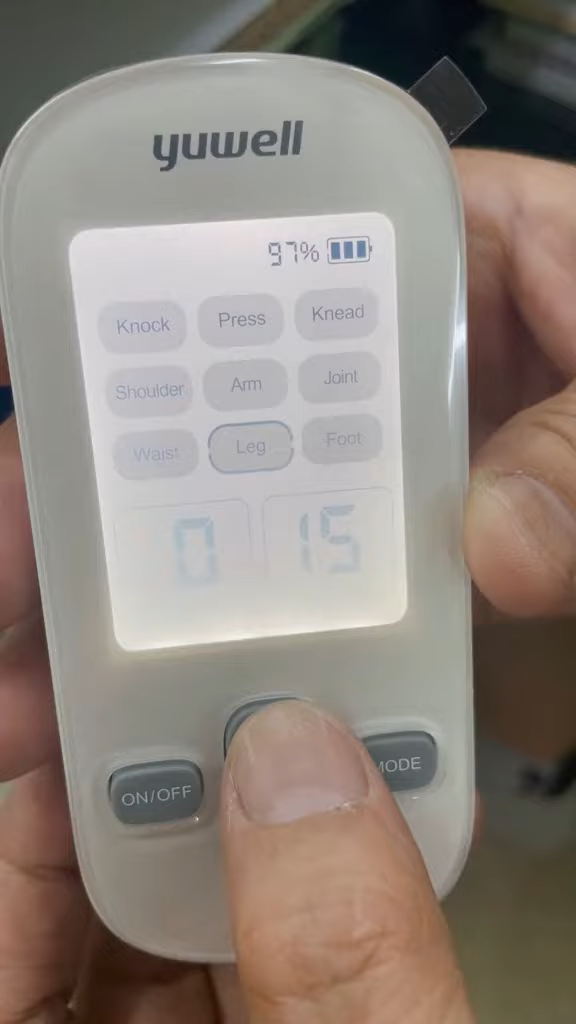 yuwell
97%
Knock Press Knead
Shoulder Arm Joint
Waist Leg Foot
0 15
ON/OFF MODE